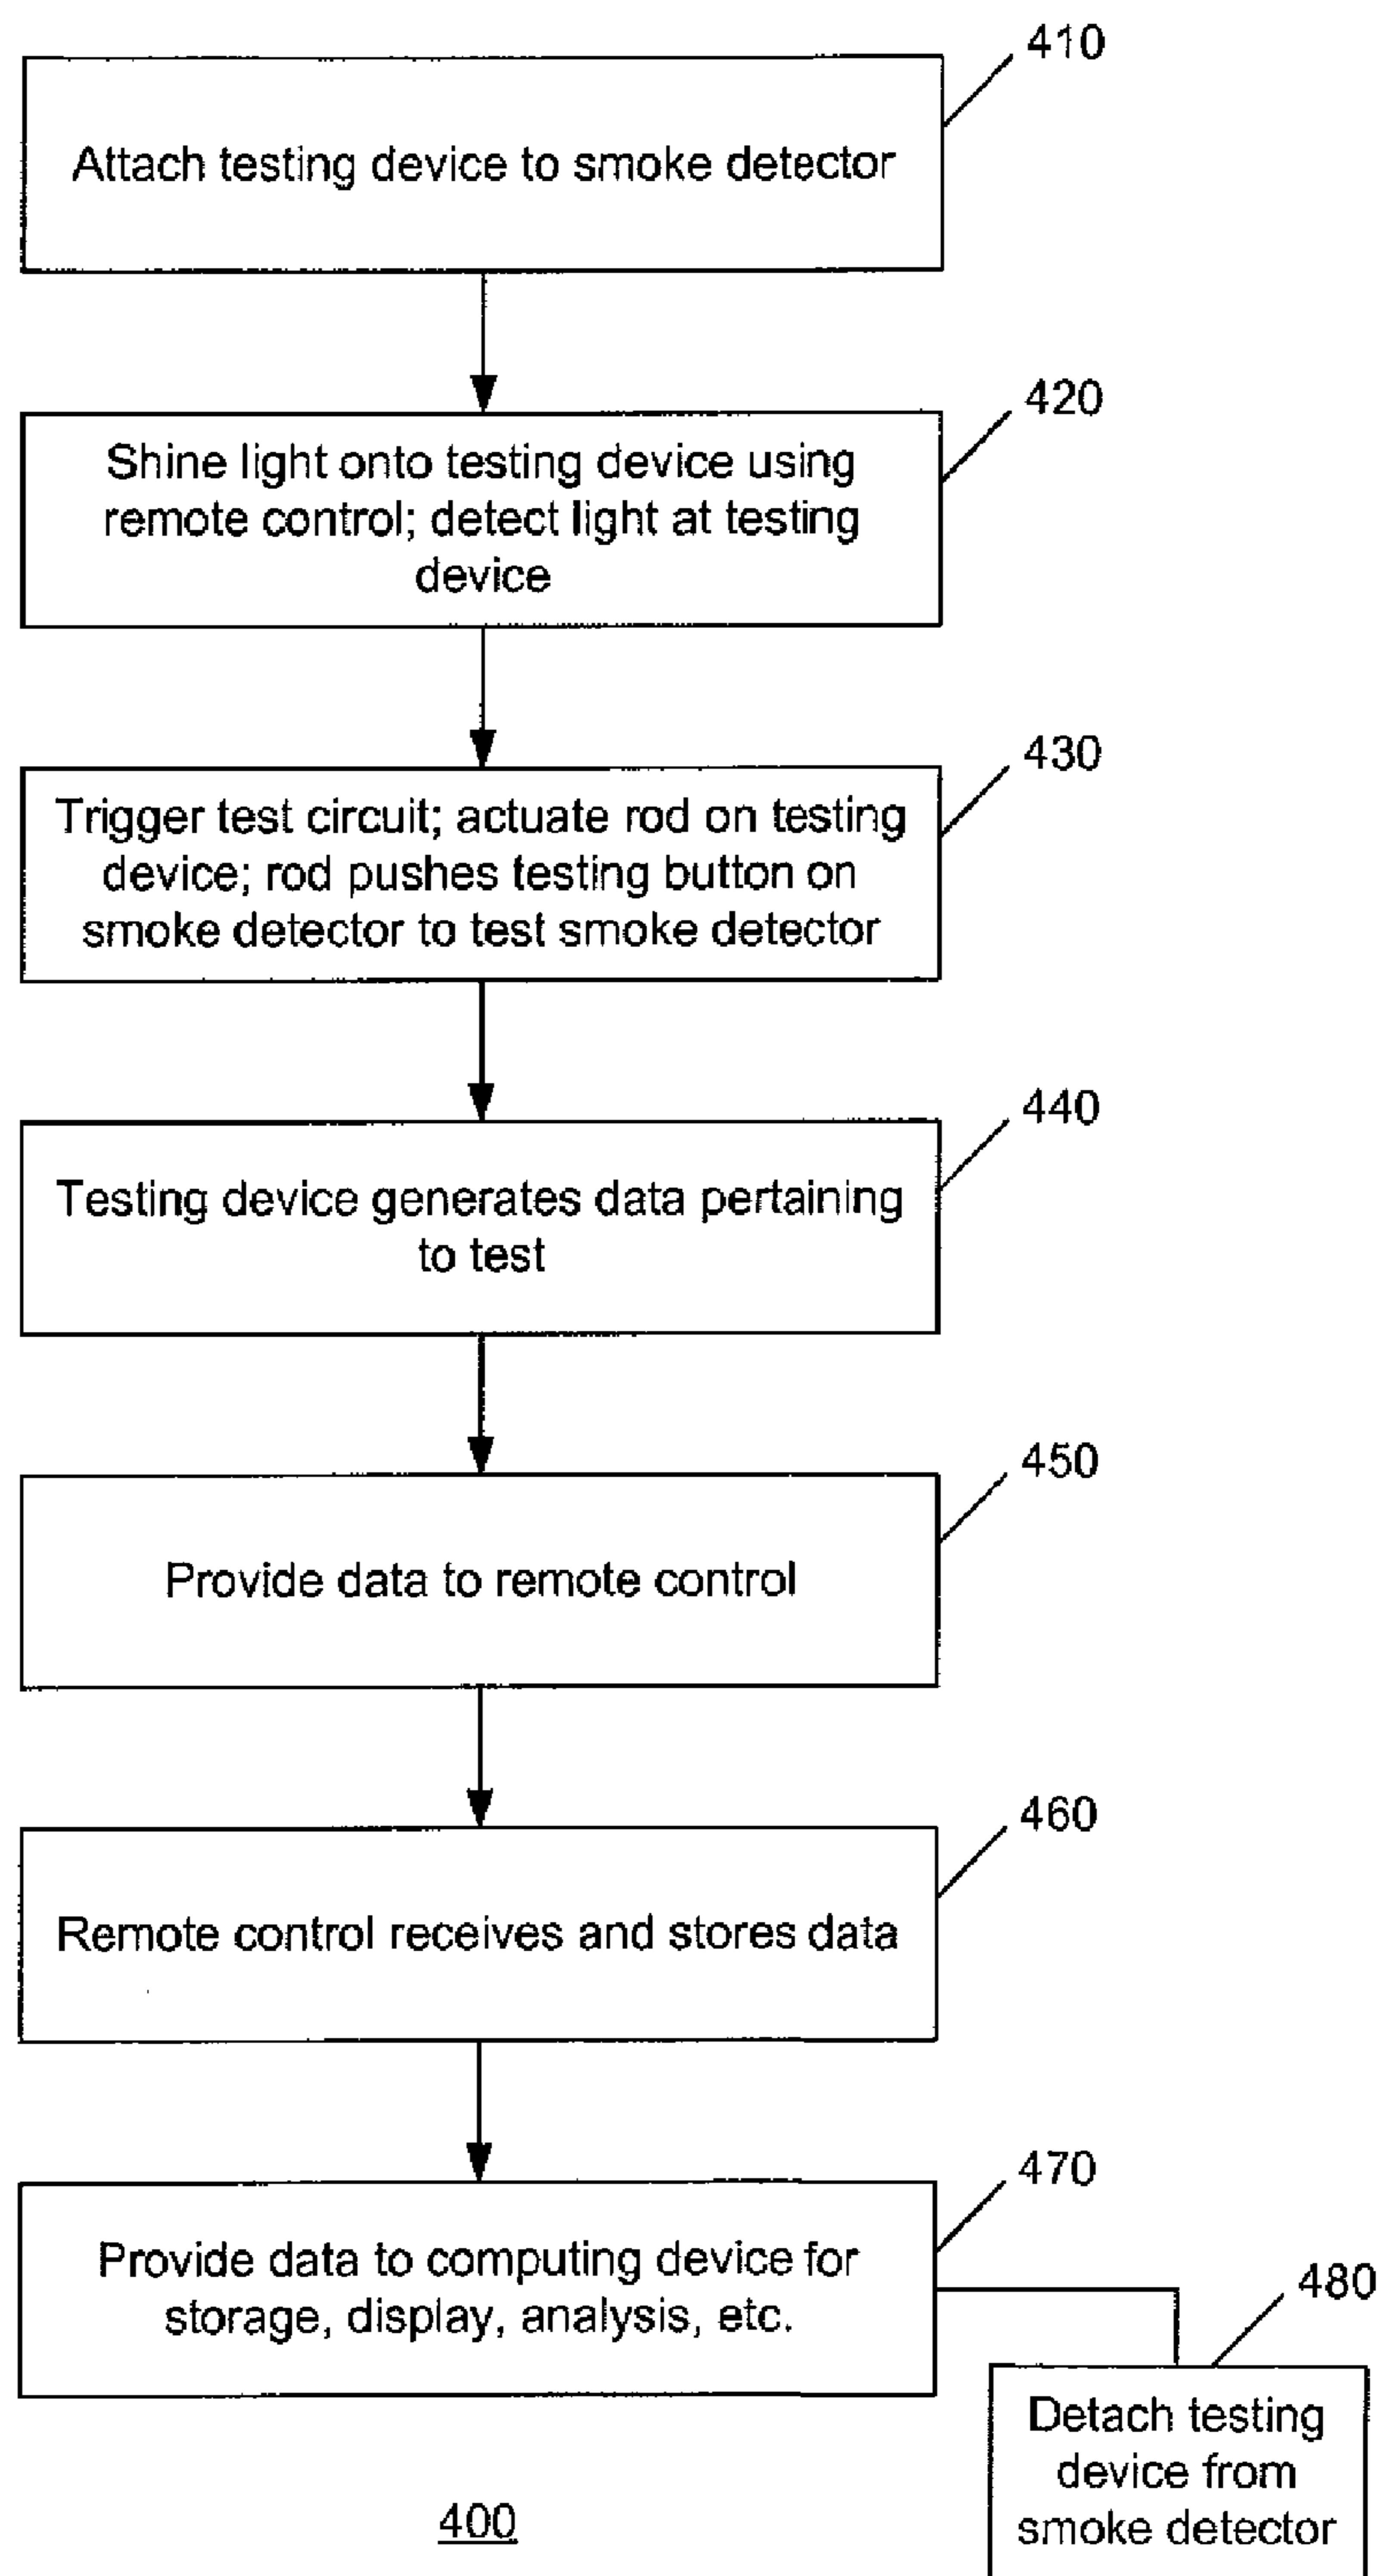 410
Attach testing device to smoke detector
420
Shine light onto testing device using
remote control; detect light at testing
device
430
Trigger test circuit; actuate rod on testing
device; rod pushes testing button on
smoke detector to test smoke detector
440
Testing device generates data pertaining
to test
450
Provide data to remote control
460
Remote control receives and stores data
470
Provide data to computing device for
storage, display, analysis, etc.
480
Detach testing
device from
smoke detector
400